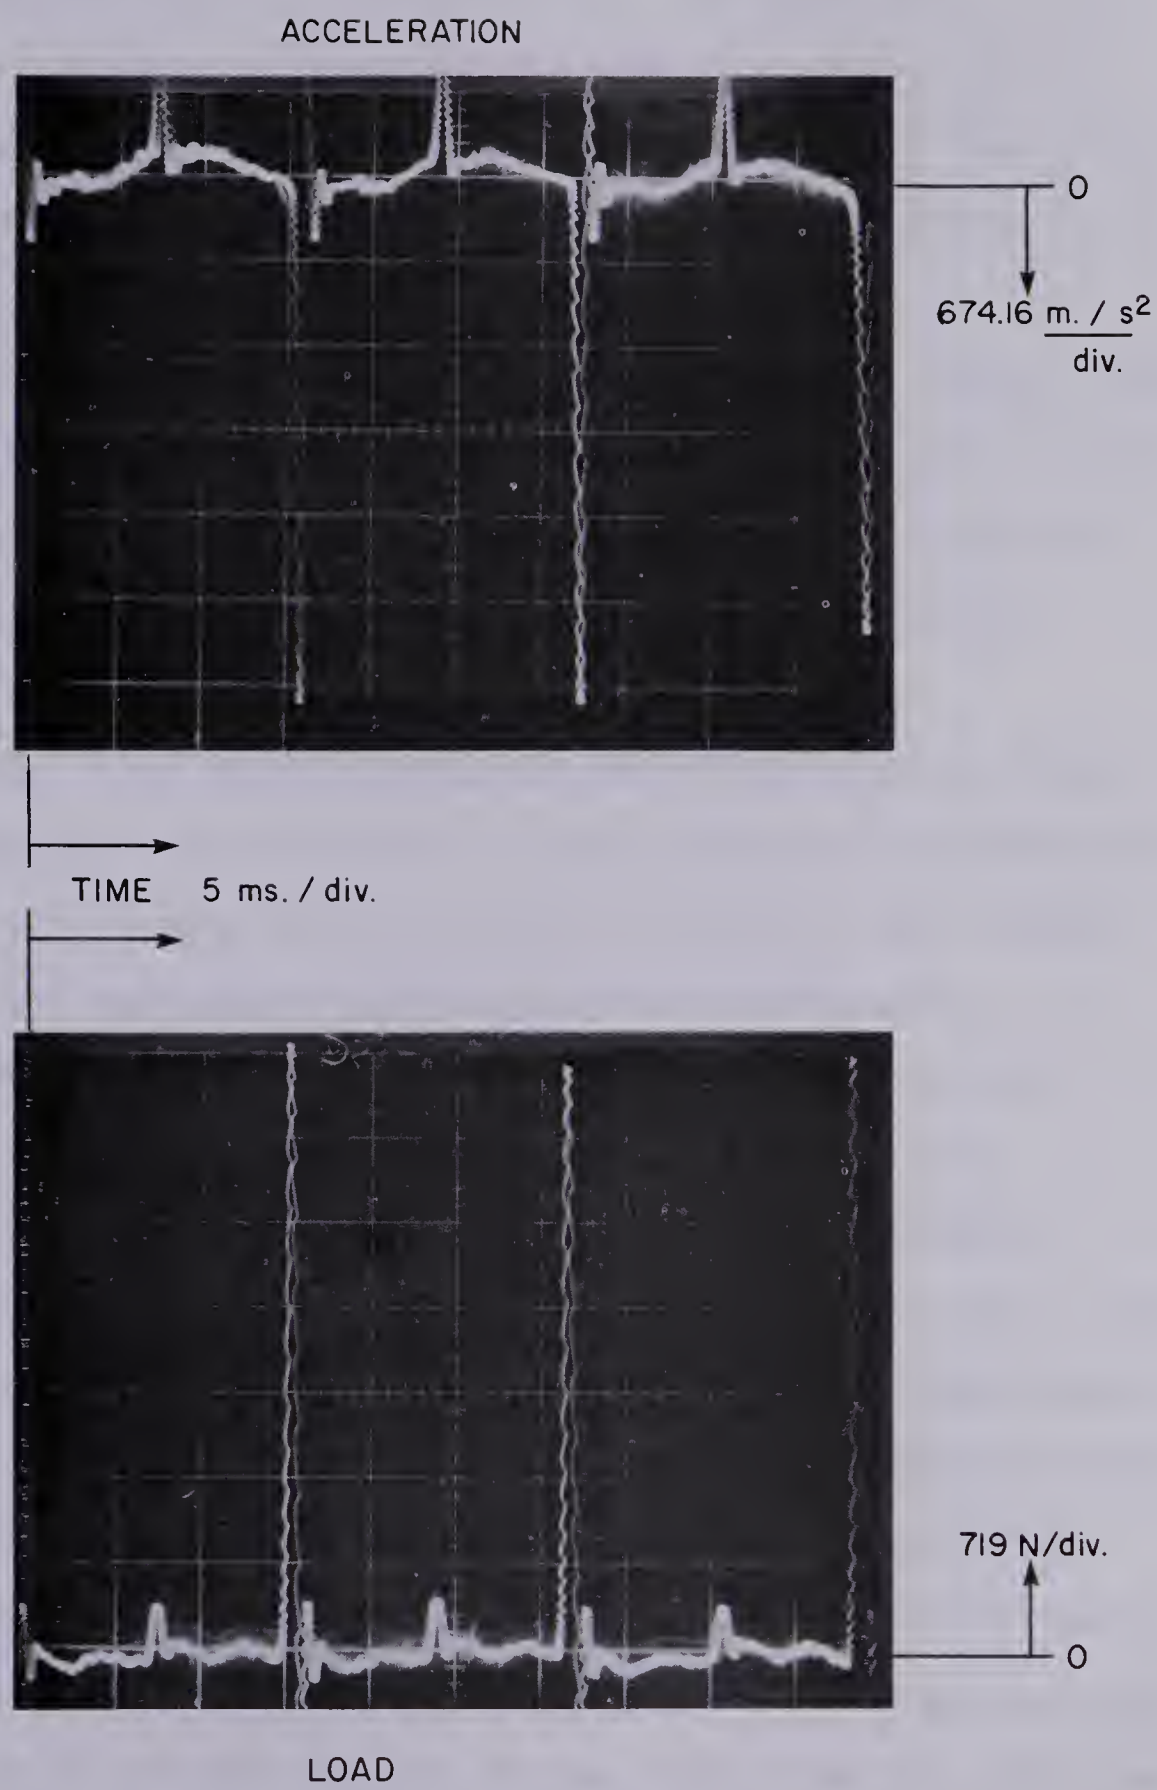 ACCELERATION
0
674.16 m. / s²
div.
TIME 5 ms. / div.
719 N/div.
0
LOAD